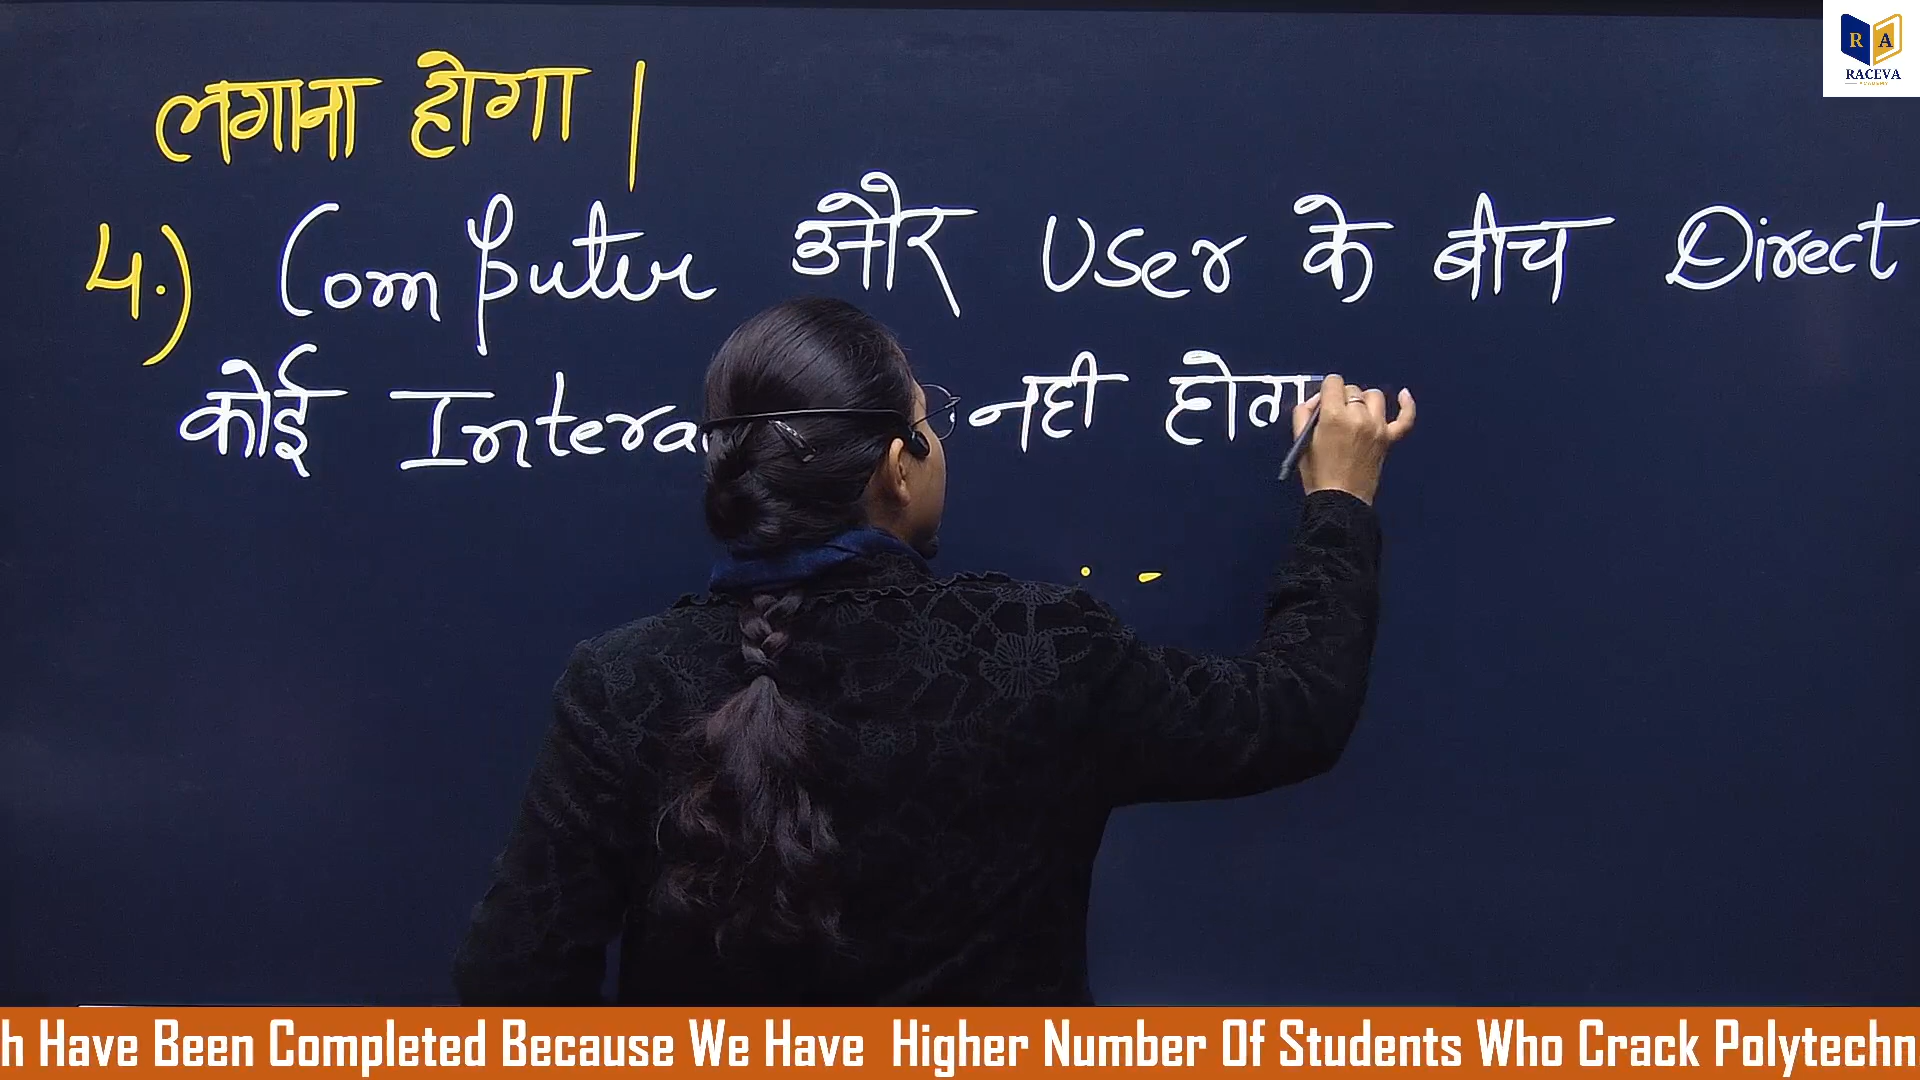 लगाना होगा |
4.) Computer और User के बीच Direct
कोई नही
R A
RACEVA
ACADEMY
h Have Been Completed Because We Have Higher Number Of Students Who Crack Polytechn